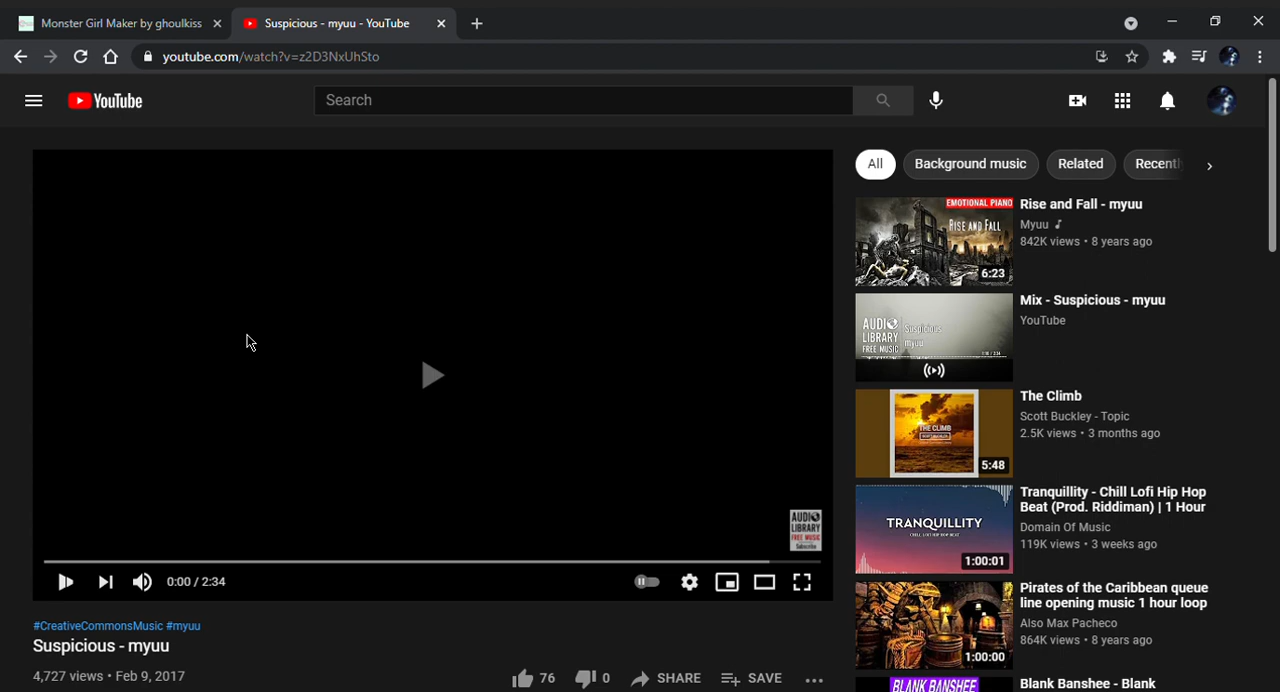 Monster Girl Maker by ghoulkiss
Suspicious - myuu - YouTube
youtube.com/watch?v=z2D3NxUhSto
YouTube
Search
All
Background music
Related
Recently
EMOTIONAL PIANO
RISE AND FALL
6:23
Rise and Fall - myuu
Myuu ♪
842K views • 8 years ago
AUDIO
LIBRARY
FREE MUSIC
Suspicious
myuu
Mix - Suspicious - myuu
YouTube
THE CLIMB
5:48
The Climb
Scott Buckley - Topic
2.5K views • 3 months ago
TRANQUILLITY
1:00:01
Tranquillity - Chill Lofi Hip Hop
Beat (Prod. Riddiman) | 1 Hour
Domain Of Music
119K views • 3 weeks ago
1:00:00
Pirates of the Caribbean queue
line opening music 1 hour loop
Also Max Pacheco
864K views • 8 years ago
BLANK BANSHEE
Blank Banshee - Blank
AUDIO
LIBRARY
FREE MUSIC
Subscribe
0:00 / 2:34
#CreativeCommonsMusic #myuu
Suspicious - myuu
4,727 views • Feb 9, 2017
76
0
SHARE
SAVE